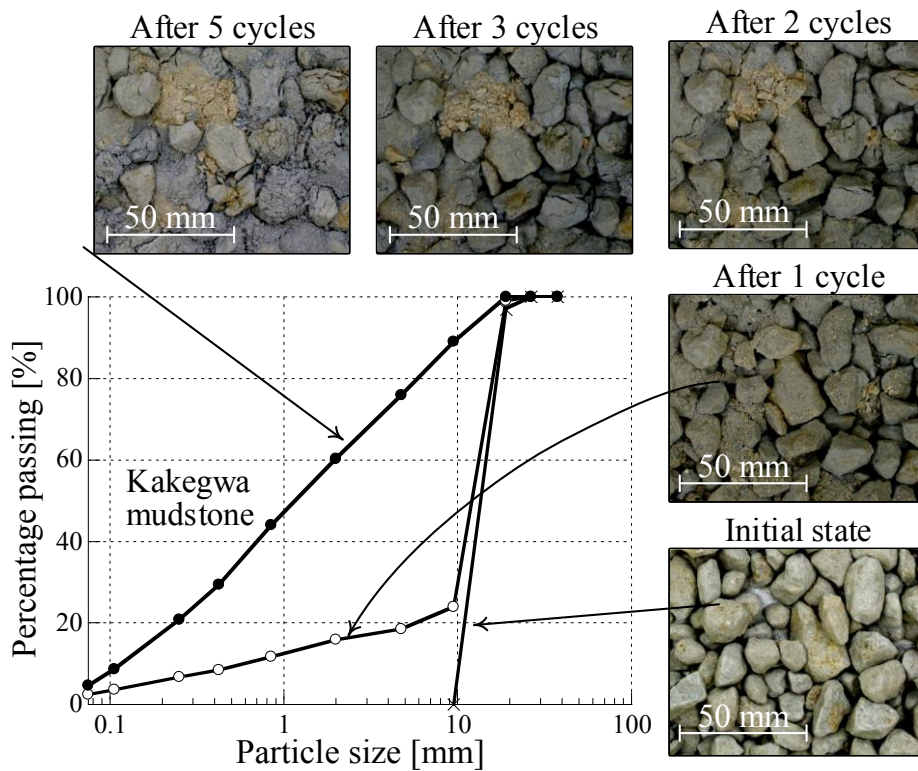 After 5 cycles
After 3 cycles
After 2 cycles
50 mm
50 mm
50 mm
After 1 cycle
50 mm
Initial state
50 mm
Percentage passing [%]
100
80
60
40
20
0
Kakegwa
mudstone
0.1
1
10
100
Particle size [mm]